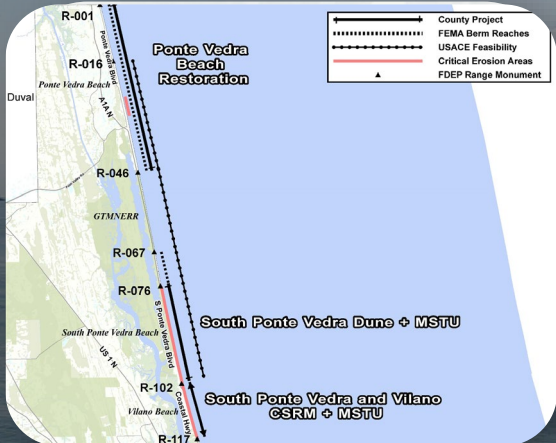 R-001
County Project
FEMA Berm Reaches
USACE Feasibility
Critical Erosion Areas
FDEP Range Monument
Ponte Vedra Blvd
Ponte Vedra
Beach
Restoration
R-016
Ponte Vedra Beach
Duval
A1A N
R-046
GTMNERR
R-067
R-076
S Ponte Vedra Blvd
South Ponte Vedra Dune + MSTU
South Ponte Vedra Beach
US 1 N
R-102
South Ponte Vedra and Vilano
CSRM + MSTU
Coastal Hwy
Vilano Beach
R-117